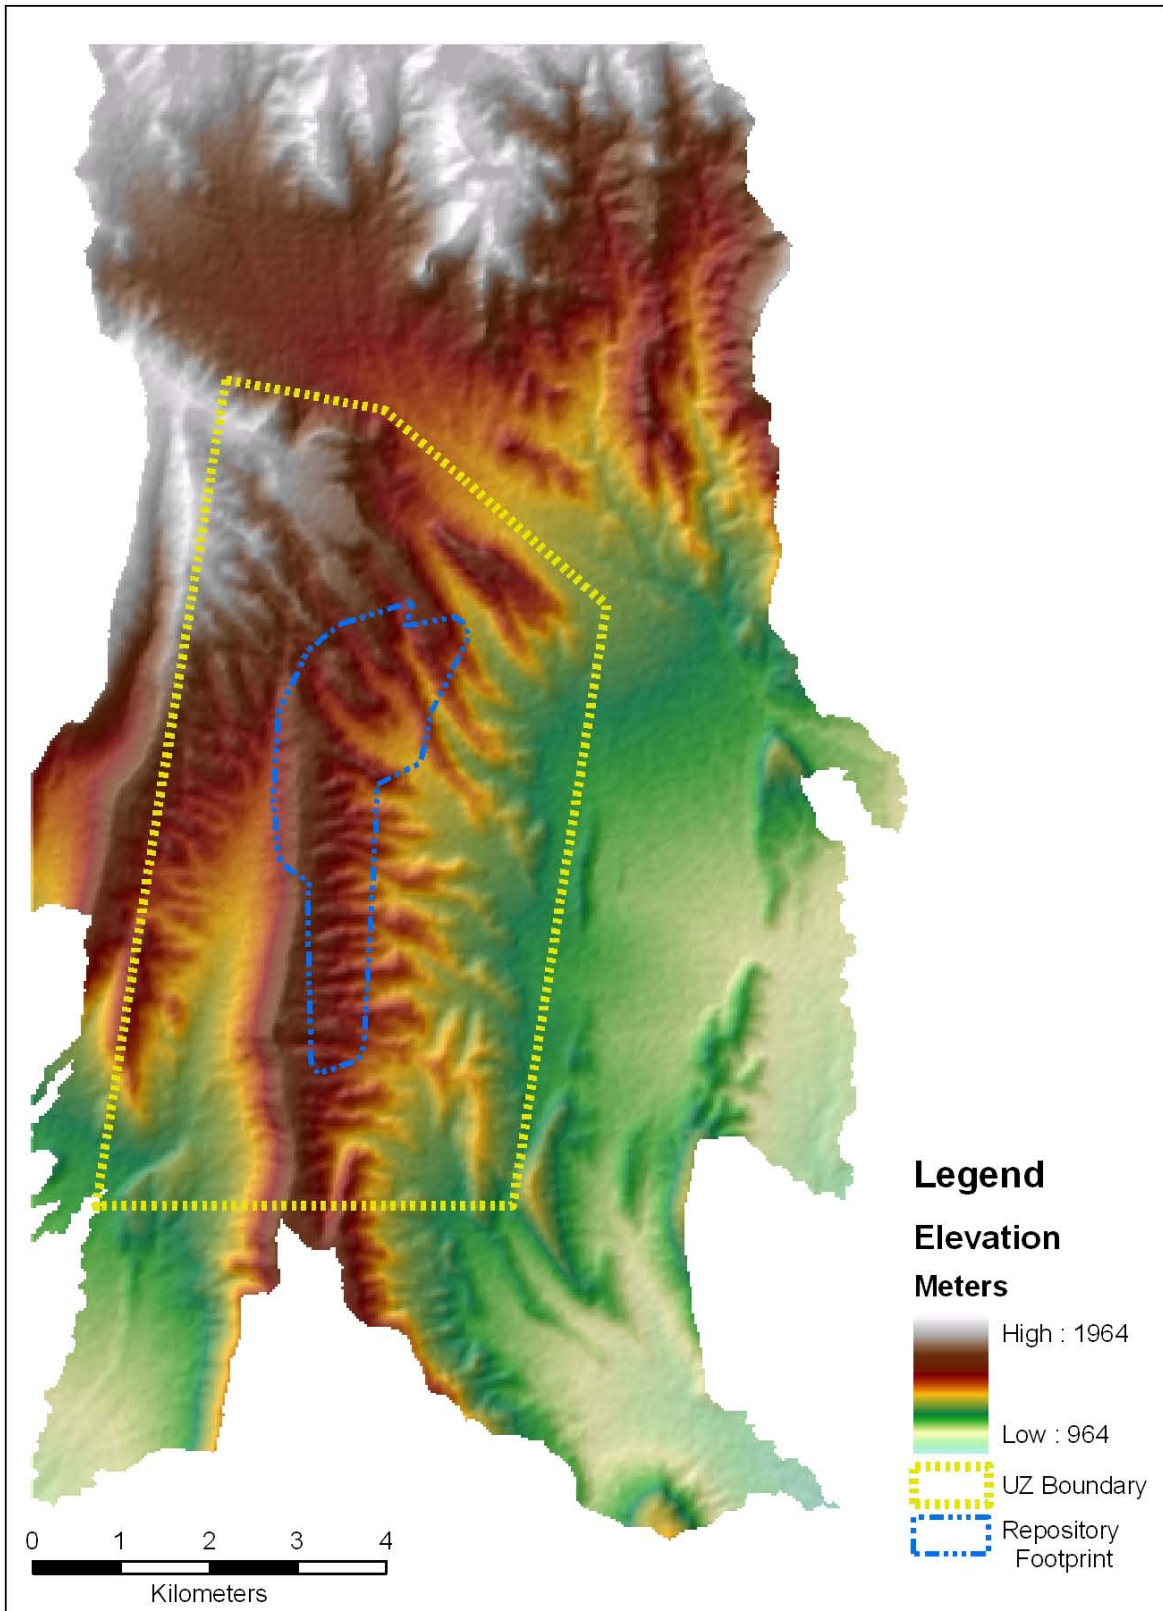 Legend
Elevation
Meters
High : 1964
Low : 964
UZ Boundary
Repository
Footprint
0 1 2 3 4
Kilometers